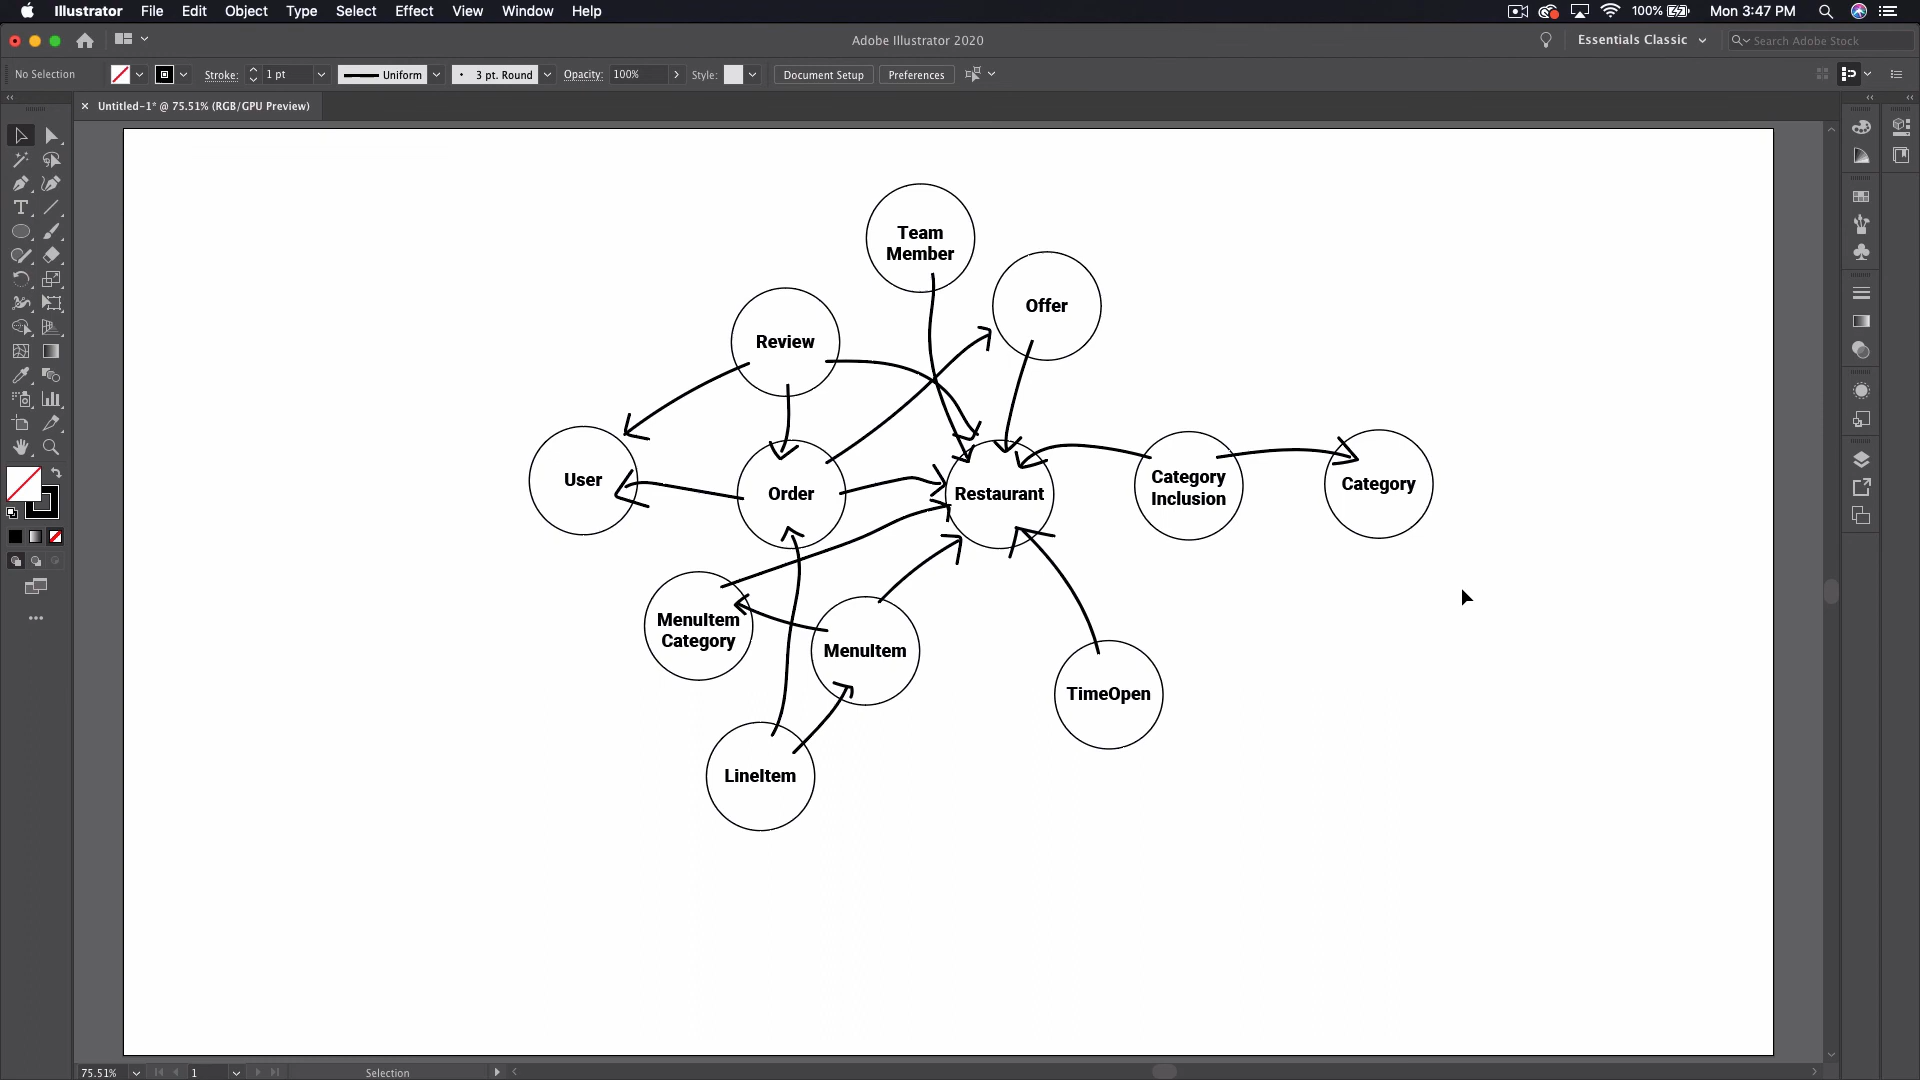 Illustrator File Edit Object Type Select Effect View Window Help
100% Mon 3:47 PM
Adobe Illustrator 2020
Essentials Classic
Search Adobe Stock
No Selection
Stroke: 1 pt
Uniform
3 pt. Round
Opacity: 100%
Style:
Document Setup
Preferences
Untitled-1* @ 75.51% (RGB/GPU Preview)
Team
Member
Offer
Review
User
Order
Restaurant
Category
Inclusion
Category
MenuItem
Category
MenuItem
TimeOpen
LineItem
75.51%
1
Selection